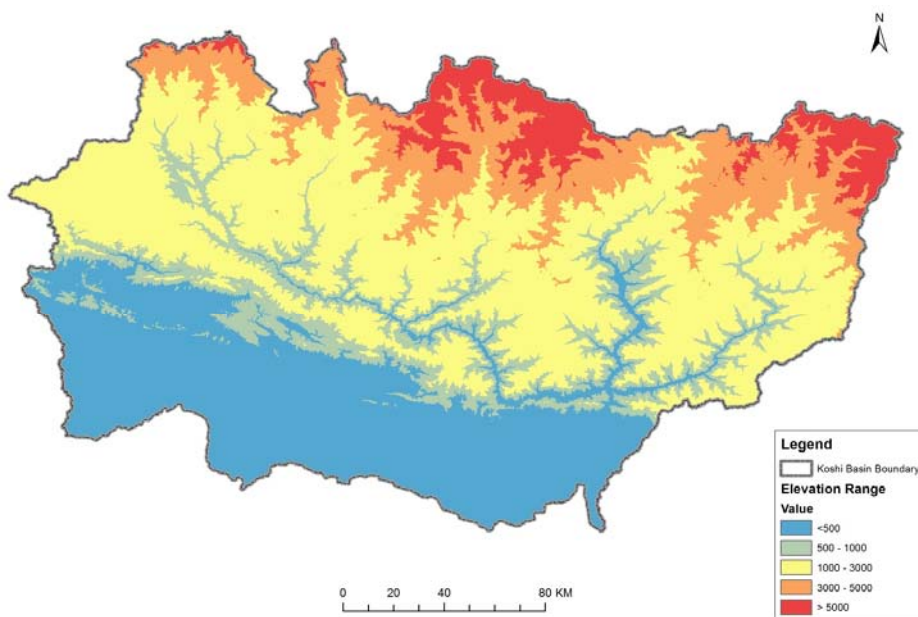 N
Legend
Koshi Basin Boundary
Elevation Range
Value
<500
500 - 1000
1000 - 3000
3000 - 5000
> 5000
0 20 40 80 KM